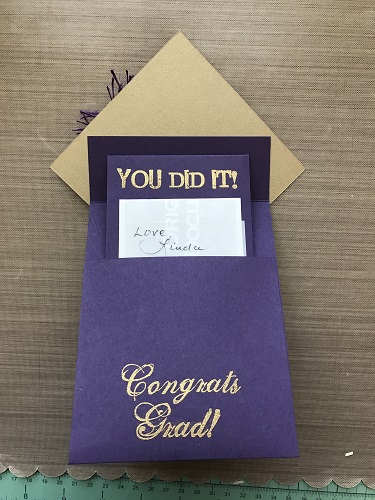 YOU DID IT!
Love,
Linda
Congrats
Grad!